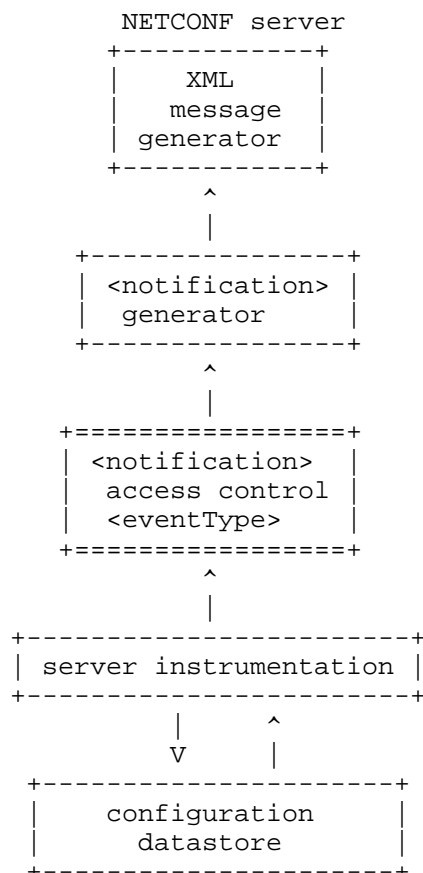 NETCONF server
XML
message
generator
<notification>
generator
<notification>
access control
<eventType>
server instrumentation
V
configuration
datastore